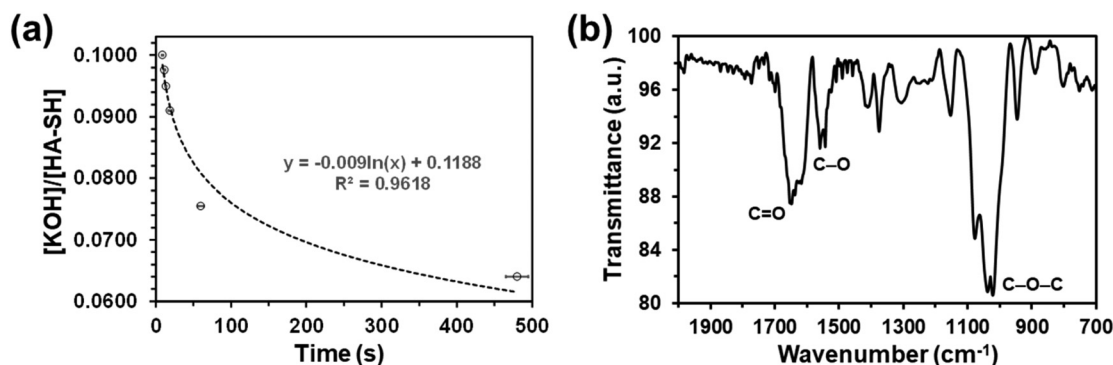 (a)
[KOH]/[HA-SH]
0.1000
0.0900
0.0800
0.0700
0.0600
y = -0.009ln(x) + 0.1188
R² = 0.9618
0 100 200 300 400 500
Time (s)
(b)
Transmittance (a.u.)
100
96
92
88
84
80
C=O
C–O
C–O–C
1900 1700 1500 1300 1100 900 700
Wavenumber (cm⁻¹)